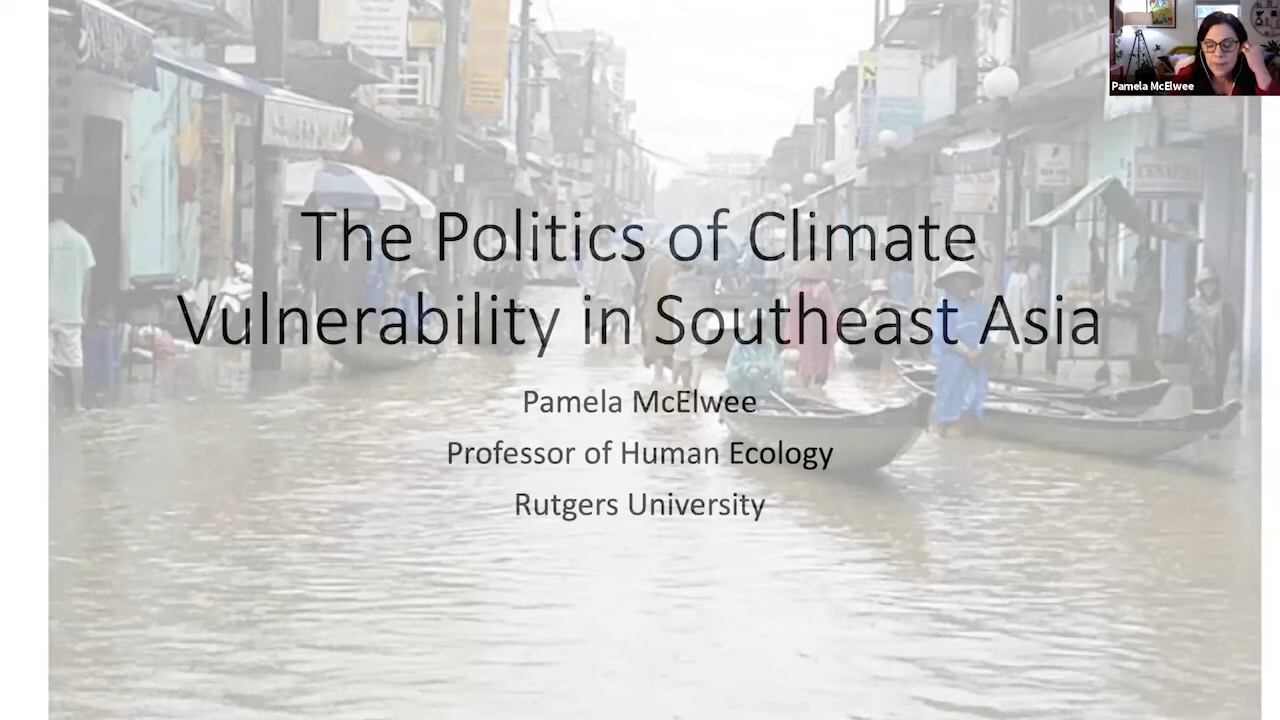 Pamela McElwee
The Politics of Climate
Vulnerability in Southeast Asia
Pamela McElwee
Professor of Human Ecology
Rutgers University